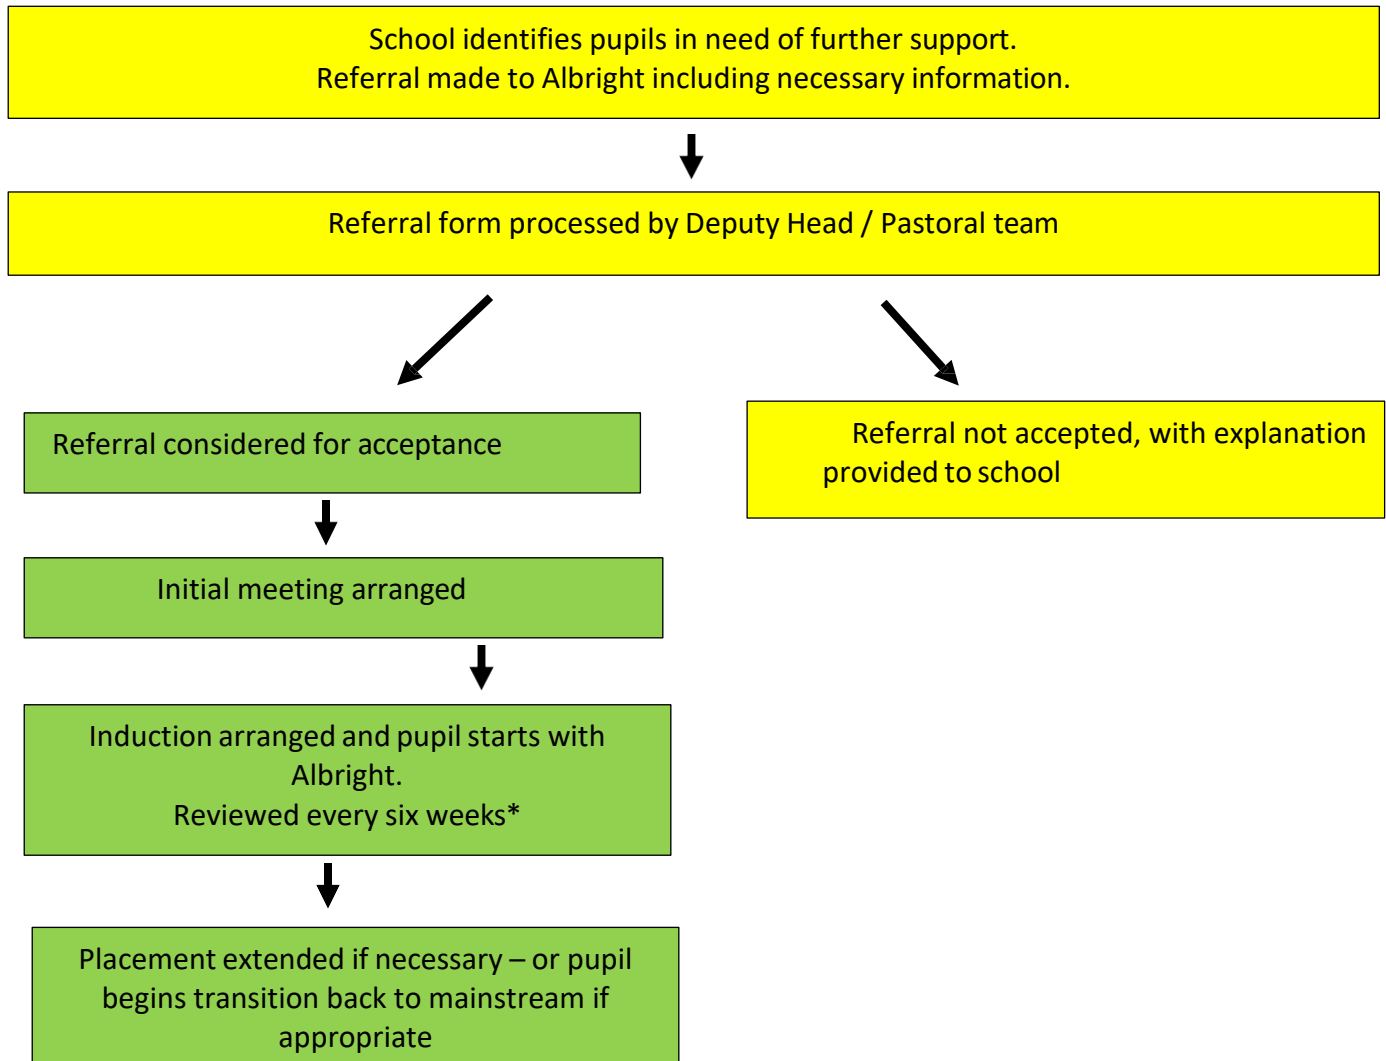 School identifies pupils in need of further support.
Referral made to Albright including necessary information.
Referral form processed by Deputy Head / Pastoral team
Referral considered for acceptance
Referral not accepted, with explanation
provided to school
Initial meeting arranged
Induction arranged and pupil starts with
Albright.
Reviewed every six weeks*
Placement extended if necessary – or pupil
begins transition back to mainstream if
appropriate